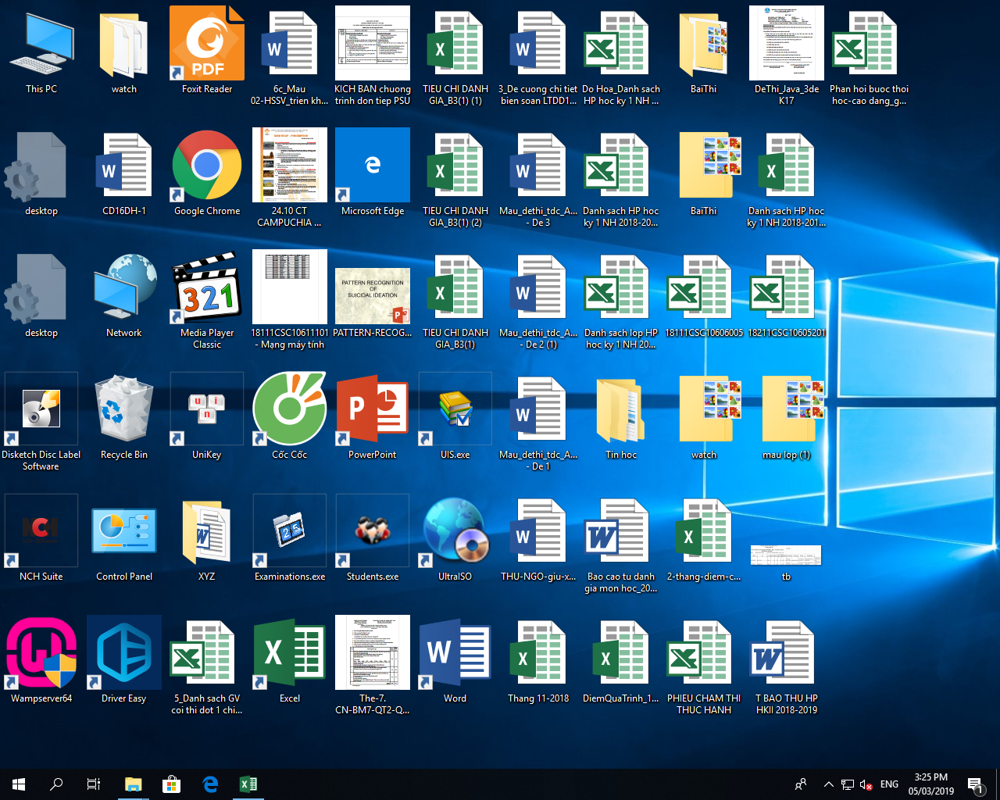 This PC
watch
PDF
Foxit Reader
6c_Mau
02-HSSV_trien kh...
KICH BAN chuong
trinh don tiep PSU
TIEU CHI DANH
GIA_B3(1) (1)
3_De cuong chi tiet
bien soan LTDD1...
Do Hoa_Danh sach
HP hoc ky 1 NH ...
BaiThi
DeThi_Java_3de
K17
Phan hoi buoc thoi
hoc-cao dang_g...
desktop
CD16DH-1
Google Chrome
24.10 CT
CAMPUCHIA ...
Microsoft Edge
TIEU CHI DANH
GIA_B3(1) (2)
Mau_dethi_tdc_A...
- De 3
Danh sach HP hoc
ky 1 NH 2018-20...
BaiThi
Danh sach HP hoc
ky 1 NH 2018-201...
desktop
Network
321
Media Player
Classic
18111CSC10611101
- Mạng máy tính
PATTERN RECOGNITION
OF
SUICIDAL IDEATION
PATTERN-RECOG...
TIEU CHI DANH
GIA_B3(1)
Mau_dethi_tdc_A...
- De 2 (1)
Danh sach lop HP
hoc ky 1 NH 20...
18111CSC10606005
18211CSC10605201
Disketch Disc Label
Software
Recycle Bin
u i n
UniKey
Cốc Cốc
PowerPoint
UIS.exe
Mau_dethi_tdc_A...
- De 1
Tin hoc
watch
mau lop (1)
NCH
NCH Suite
Control Panel
XYZ
25
Examinations.exe
Students.exe
UltraISO
THU-NGO-giu-x...
Bao cao tu danh
gia mon hoc_20...
2-thang-diem-c...
tb
Wampserver64
Driver Easy
5_Danh sach GV
coi thi dot 1 chi...
Excel
The-7.
CN-BM7-QT2-Q...
Word
Thang 11-2018
DiemQuaTrinh_1...
PHIEU CHAM THI
THUC HANH
T BAO THU HP
HKII 2018-2019
ENG
3:25 PM
05/03/2019
1